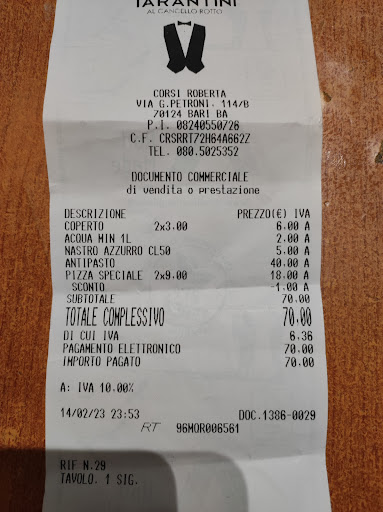 TARANTINI
AL CANCELLO ROTTO
CORSI ROBERTA
VIA G.PETRONI, 114/B
70124 BARI BA
P.I. 08240550726
C.F. CRSRRT72H64A662Z
TEL. 080.5025352
DOCUMENTO COMMERCIALE
di vendita o prestazione
DESCRIZIONE PREZZO(€) IVA
COPERTO 2x3.00 6.00 A
ACQUA MIN 1L 2.00 A
NASTRO AZZURRO CL50 5.00 A
ANTIPASTO 40.00 A
PIZZA SPECIALE 2x9.00 18.00 A
SCONTO -1.00 A
SUBTOTALE 70.00
TOTALE COMPLESSIVO 70.00
DI CUI IVA 6.36
PAGAMENTO ELETTRONICO 70.00
IMPORTO PAGATO 70.00
A: IVA 10.00%
14/02/23 23:53 DOC.1386-0029
RT 96MOR006561
RIF N.29
TAVOLO. 1 SIG.